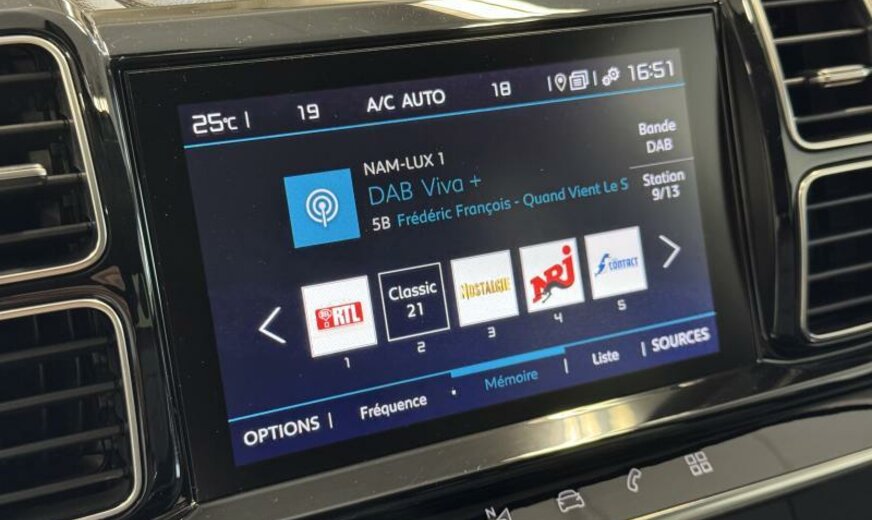 25°C 19 A/C AUTO 18 16:51
Bande
DAB
NAM-LUX 1
DAB Viva +
5B Frédéric François - Quand Vient Le S
Station
9/13
BEL RTL
Classic
21
NOSTALGIE
NRJ
CONTACT
1 2 3 4 5
OPTIONS Fréquence Mémoire Liste SOURCES
N